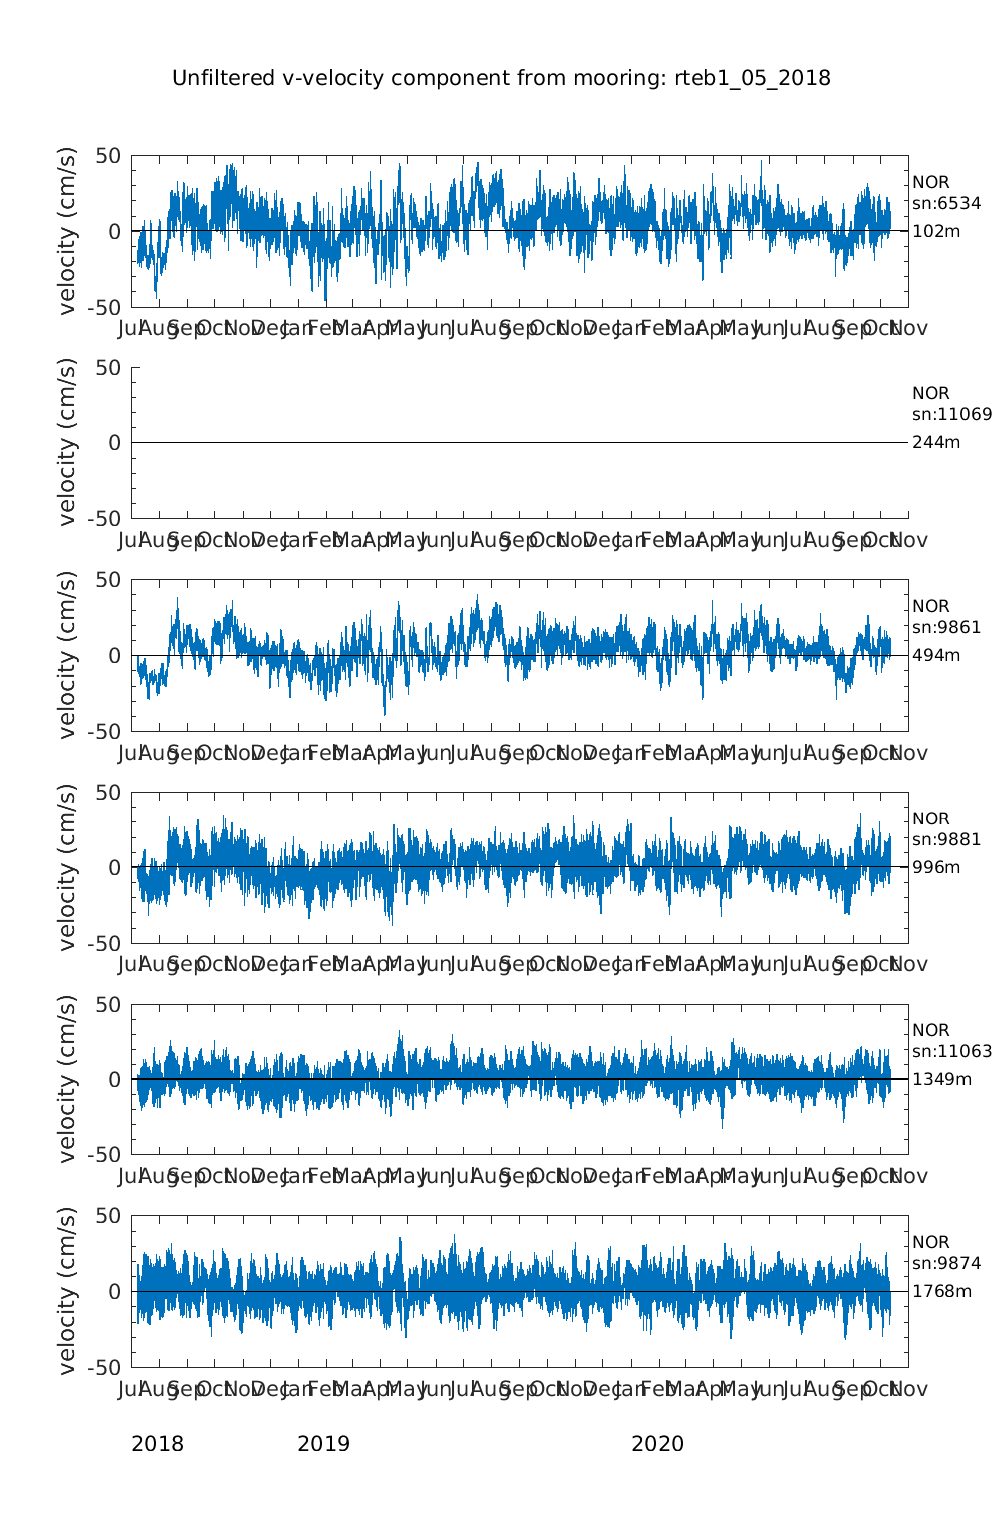 Unfiltered v-velocity component from mooring: rteb1_05_2018
velocity (cm/s)
50
0
-50
NOR
sn:6534
102m
Jul Aug Sep Oct Nov Dec Jan Feb Mar Apr May Jun Jul Aug Sep Oct Nov Dec Jan Feb Mar Apr May Jun Jul Aug Sep Oct Nov
velocity (cm/s)
50
0
-50
NOR
sn:11069
244m
Jul Aug Sep Oct Nov Dec Jan Feb Mar Apr May Jun Jul Aug Sep Oct Nov Dec Jan Feb Mar Apr May Jun Jul Aug Sep Oct Nov
velocity (cm/s)
50
0
-50
NOR
sn:9861
494m
Jul Aug Sep Oct Nov Dec Jan Feb Mar Apr May Jun Jul Aug Sep Oct Nov Dec Jan Feb Mar Apr May Jun Jul Aug Sep Oct Nov
velocity (cm/s)
50
0
-50
NOR
sn:9881
996m
Jul Aug Sep Oct Nov Dec Jan Feb Mar Apr May Jun Jul Aug Sep Oct Nov Dec Jan Feb Mar Apr May Jun Jul Aug Sep Oct Nov
velocity (cm/s)
50
0
-50
NOR
sn:11063
1349m
Jul Aug Sep Oct Nov Dec Jan Feb Mar Apr May Jun Jul Aug Sep Oct Nov Dec Jan Feb Mar Apr May Jun Jul Aug Sep Oct Nov
velocity (cm/s)
50
0
-50
NOR
sn:9874
1768m
Jul Aug Sep Oct Nov Dec Jan Feb Mar Apr May Jun Jul Aug Sep Oct Nov Dec Jan Feb Mar Apr May Jun Jul Aug Sep Oct Nov
2018 2019 2020